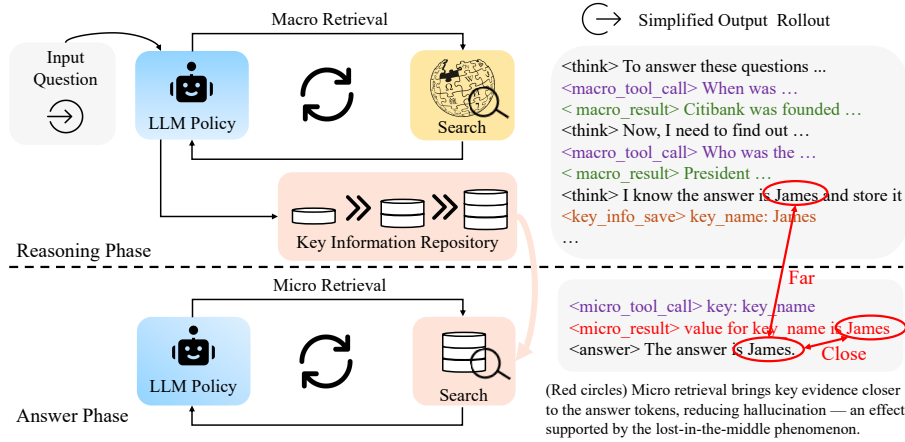 Macro Retrieval
Input
Question
LLM Policy
Search
Key Information Repository
Reasoning Phase
Micro Retrieval
LLM Policy
Search
Answer Phase
Simplified Output Rollout
<think> To answer these questions ...
<macro_tool_call> When was …
< macro_result> Citibank was founded …
<think> Now, I need to find out …
<macro_tool_call> Who was the …
< macro_result> President …
<think> I know the answer is James and store it
<key_info_save> key_name: James
…
Far
<micro_tool_call> key: key_name
<micro_result> value for key_name is James
<answer> The answer is James.
Close
(Red circles) Micro retrieval brings key evidence closer
to the answer tokens, reducing hallucination — an effect
supported by the lost-in-the-middle phenomenon.